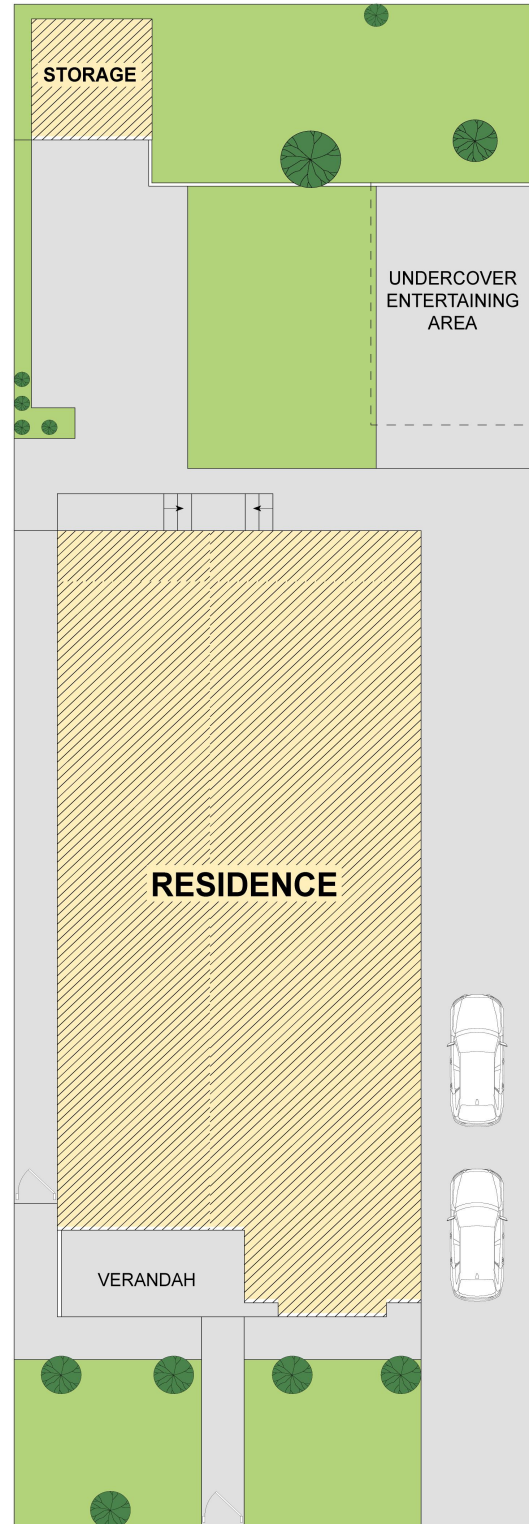 STORAGE
UNDERCOVER
ENTERTAINING
AREA
RESIDENCE
VERANDAH